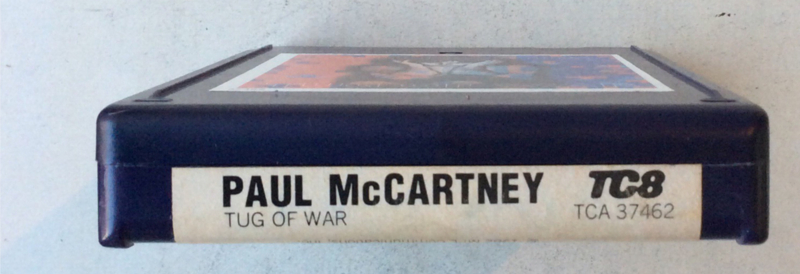 PAUL McCARTNEY TC8
TUG OF WAR TCA 37462